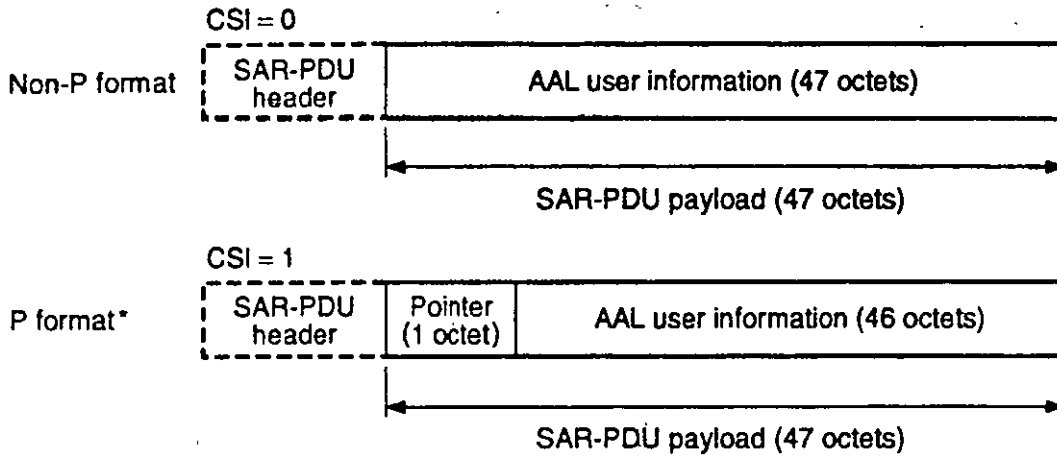 CSI = 0
Non-P format
SAR-PDU
header
AAL user information (47 octets)
SAR-PDU payload (47 octets)
CSI = 1
P format*
SAR-PDU
header
Pointer
(1 octet)
AAL user information (46 octets)
SAR-PDU payload (47 octets)